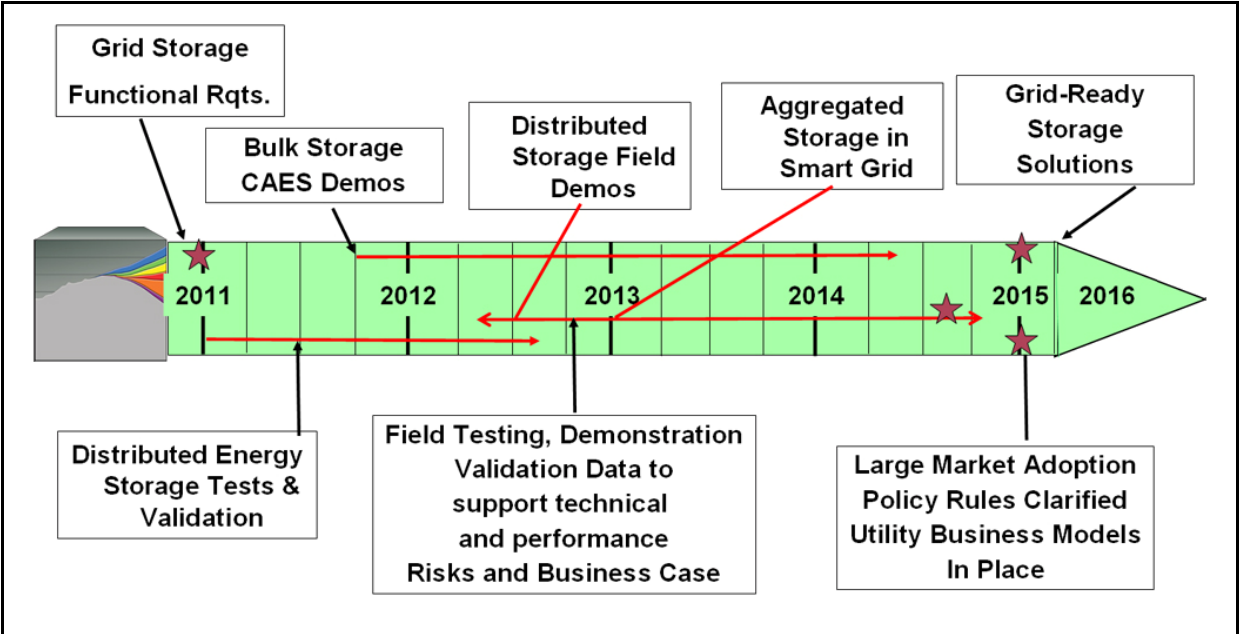 Grid Storage
Functional Rqts.
Bulk Storage
CAES Demos
Distributed
Storage Field
Demos
Aggregated
Storage in
Smart Grid
Grid-Ready
Storage
Solutions
2011
2012
2013
2014
2015
2016
Distributed Energy
Storage Tests &
Validation
Field Testing, Demonstration
Validation Data to
support technical
and performance
Risks and Business Case
Large Market Adoption
Policy Rules Clarified
Utility Business Models
In Place